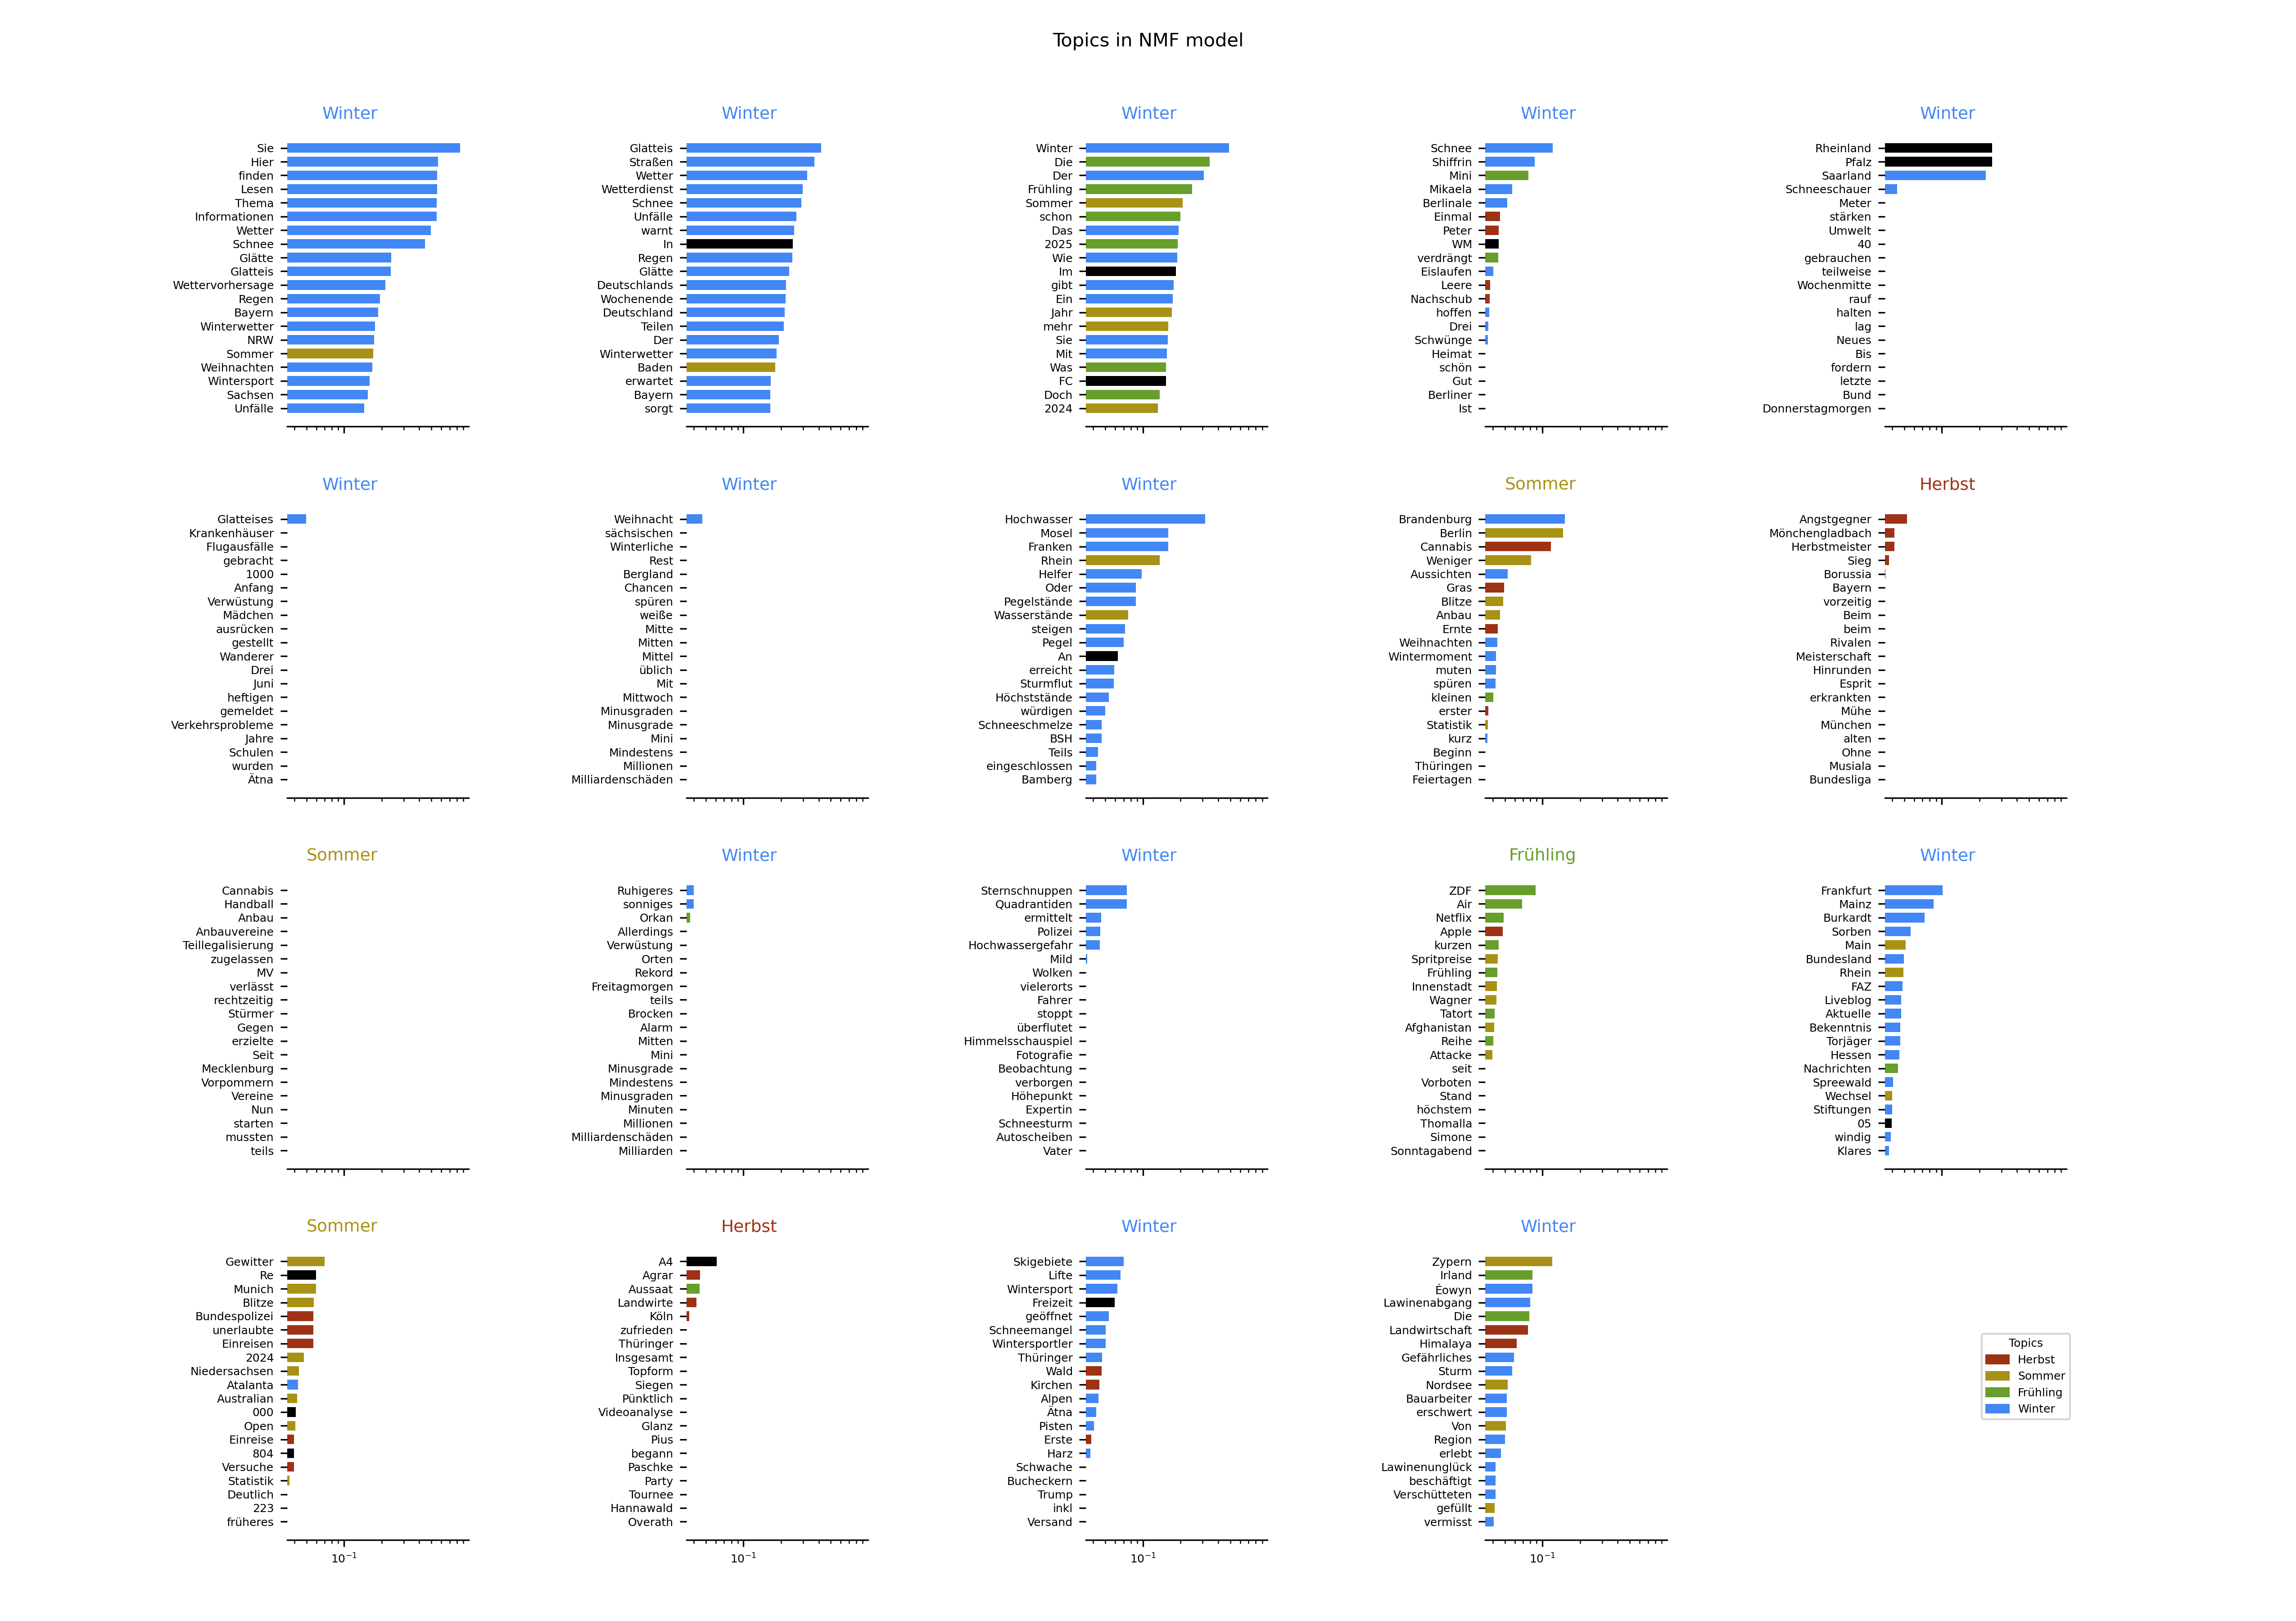 Topics in NMF model
Winter
Sie
Hier
finden
Lesen
Thema
Informationen
Wetter
Schnee
Glätte
Glatteis
Wettervorhersage
Regen
Bayern
Winterwetter
NRW
Sommer
Weihnachten
Wintersport
Sachsen
Unfälle
Winter
Glatteis
Straßen
Wetter
Wetterdienst
Schnee
Unfälle
warnt
In
Regen
Glätte
Deutschlands
Wochenende
Deutschland
Teilen
Der
Winterwetter
Baden
erwartet
Bayern
sorgt
Winter
Winter
Die
Der
Frühling
Sommer
schon
Das
2025
Wie
Im
gibt
Ein
Jahr
mehr
Sie
Mit
Was
FC
Doch
2024
Winter
Schnee
Shiffrin
Mini
Mikaela
Berlinale
Einmal
Peter
WM
verdrängt
Eislaufen
Leere
Nachschub
hoffen
Drei
Schwünge
Heimat
schön
Gut
Berliner
Ist
Winter
Rheinland
Pfalz
Saarland
Schneeschauer
Meter
stärken
Umwelt
40
gebrauchen
teilweise
Wochenmitte
rauf
halten
lag
Neues
Bis
fordern
letzte
Bund
Donnerstagmorgen
Winter
Glatteises
Krankenhäuser
Flugausfälle
gebracht
1000
Anfang
Verwüstung
Mädchen
ausrücken
gestellt
Wanderer
Drei
Juni
heftigen
gemeldet
Verkehrsprobleme
Jahre
Schulen
wurden
Ätna
Winter
Weihnacht
sächsischen
Winterliche
Rest
Bergland
Chancen
spüren
weiße
Mitte
Mitten
Mittel
üblich
Mit
Mittwoch
Minusgraden
Minusgrade
Mini
Mindestens
Millionen
Milliardenschäden
Winter
Hochwasser
Mosel
Franken
Rhein
Helfer
Oder
Pegelstände
Wasserstände
steigen
Pegel
An
erreicht
Sturmflut
Höchststände
würdigen
Schneeschmelze
BSH
Teils
eingeschlossen
Bamberg
Sommer
Brandenburg
Berlin
Cannabis
Weniger
Aussichten
Gras
Blitze
Anbau
Ernte
Weihnachten
Wintermoment
muten
spüren
kleinen
erster
Statistik
kurz
Beginn
Thüringen
Feiertagen
Herbst
Angstgegner
Mönchengladbach
Herbstmeister
Sieg
Borussia
Bayern
vorzeitig
Beim
beim
Rivalen
Meisterschaft
Hinrunden
Esprit
erkrankten
Mühe
München
alten
Ohne
Musiala
Bundesliga
Sommer
Cannabis
Handball
Anbau
Anbauvereine
Teillegalisierung
zugelassen
MV
verlässt
rechtzeitig
Stürmer
Gegen
erzielte
Seit
Mecklenburg
Vorpommern
Vereine
Nun
starten
mussten
teils
Winter
Ruhigeres
sonniges
Orkan
Allerdings
Verwüstung
Orten
Rekord
Freitagmorgen
teils
Brocken
Alarm
Mitten
Mini
Minusgrade
Mindestens
Minusgraden
Minuten
Millionen
Milliardenschäden
Milliarden
Winter
Sternschnuppen
Quadrantiden
ermittelt
Polizei
Hochwassergefahr
Mild
Wolken
vielerorts
Fahrer
stoppt
überflutet
Himmelsschauspiel
Fotografie
Beobachtung
verborgen
Höhepunkt
Expertin
Schneesturm
Autoscheiben
Vater
Frühling
ZDF
Air
Netflix
Apple
kurzen
Spritpreise
Frühling
Innenstadt
Wagner
Tatort
Afghanistan
Reihe
Attacke
seit
Vorboten
Stand
höchstem
Thomalla
Simone
Sonntagabend
Winter
Frankfurt
Mainz
Burkardt
Sorben
Main
Bundesland
Rhein
FAZ
Liveblog
Aktuelle
Bekenntnis
Torjäger
Hessen
Nachrichten
Spreewald
Wechsel
Stiftungen
05
windig
Klares
Sommer
Gewitter
Re
Munich
Blitze
Bundespolizei
unerlaubte
Einreisen
2024
Niedersachsen
Atalanta
Australian
000
Open
Einreise
804
Versuche
Statistik
Deutlich
223
früheres
10⁻¹
Herbst
A4
Agrar
Aussaat
Landwirte
Köln
zufrieden
Thüringer
Insgesamt
Topform
Siegen
Pünktlich
Videoanalyse
Glanz
Pius
begann
Paschke
Party
Tournee
Hannawald
Overath
10⁻¹
Winter
Skigebiete
Lifte
Wintersport
Freizeit
geöffnet
Schneemangel
Wintersportler
Thüringer
Wald
Kirchen
Alpen
Ätna
Pisten
Erste
Harz
Schwache
Bucheckern
Trump
inkl
Versand
10⁻¹
Winter
Zypern
Irland
Éowyn
Lawinenabgang
Die
Landwirtschaft
Himalaya
Gefährliches
Sturm
Nordsee
Bauarbeiter
erschwert
Von
Region
erlebt
Lawinenunglück
beschäftigt
Verschütteten
gefüllt
vermisst
10⁻¹
Topics
Herbst
Sommer
Frühling
Winter